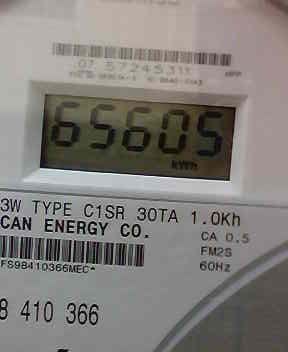 07 57245311
65605
kWh
3W TYPE C1SR 30TA 1.0Kh
CAN ENERGY CO.
CA 0.5
FM2S
60Hz
FS98410366MEC*
8 410 366